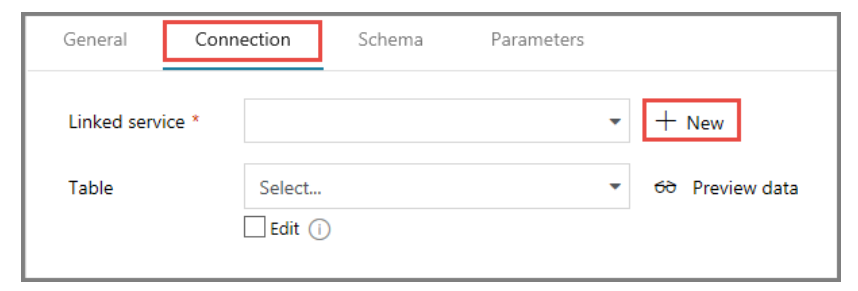 General Connection Schema Parameters
Linked service * + New
Table Select... Preview data
Edit